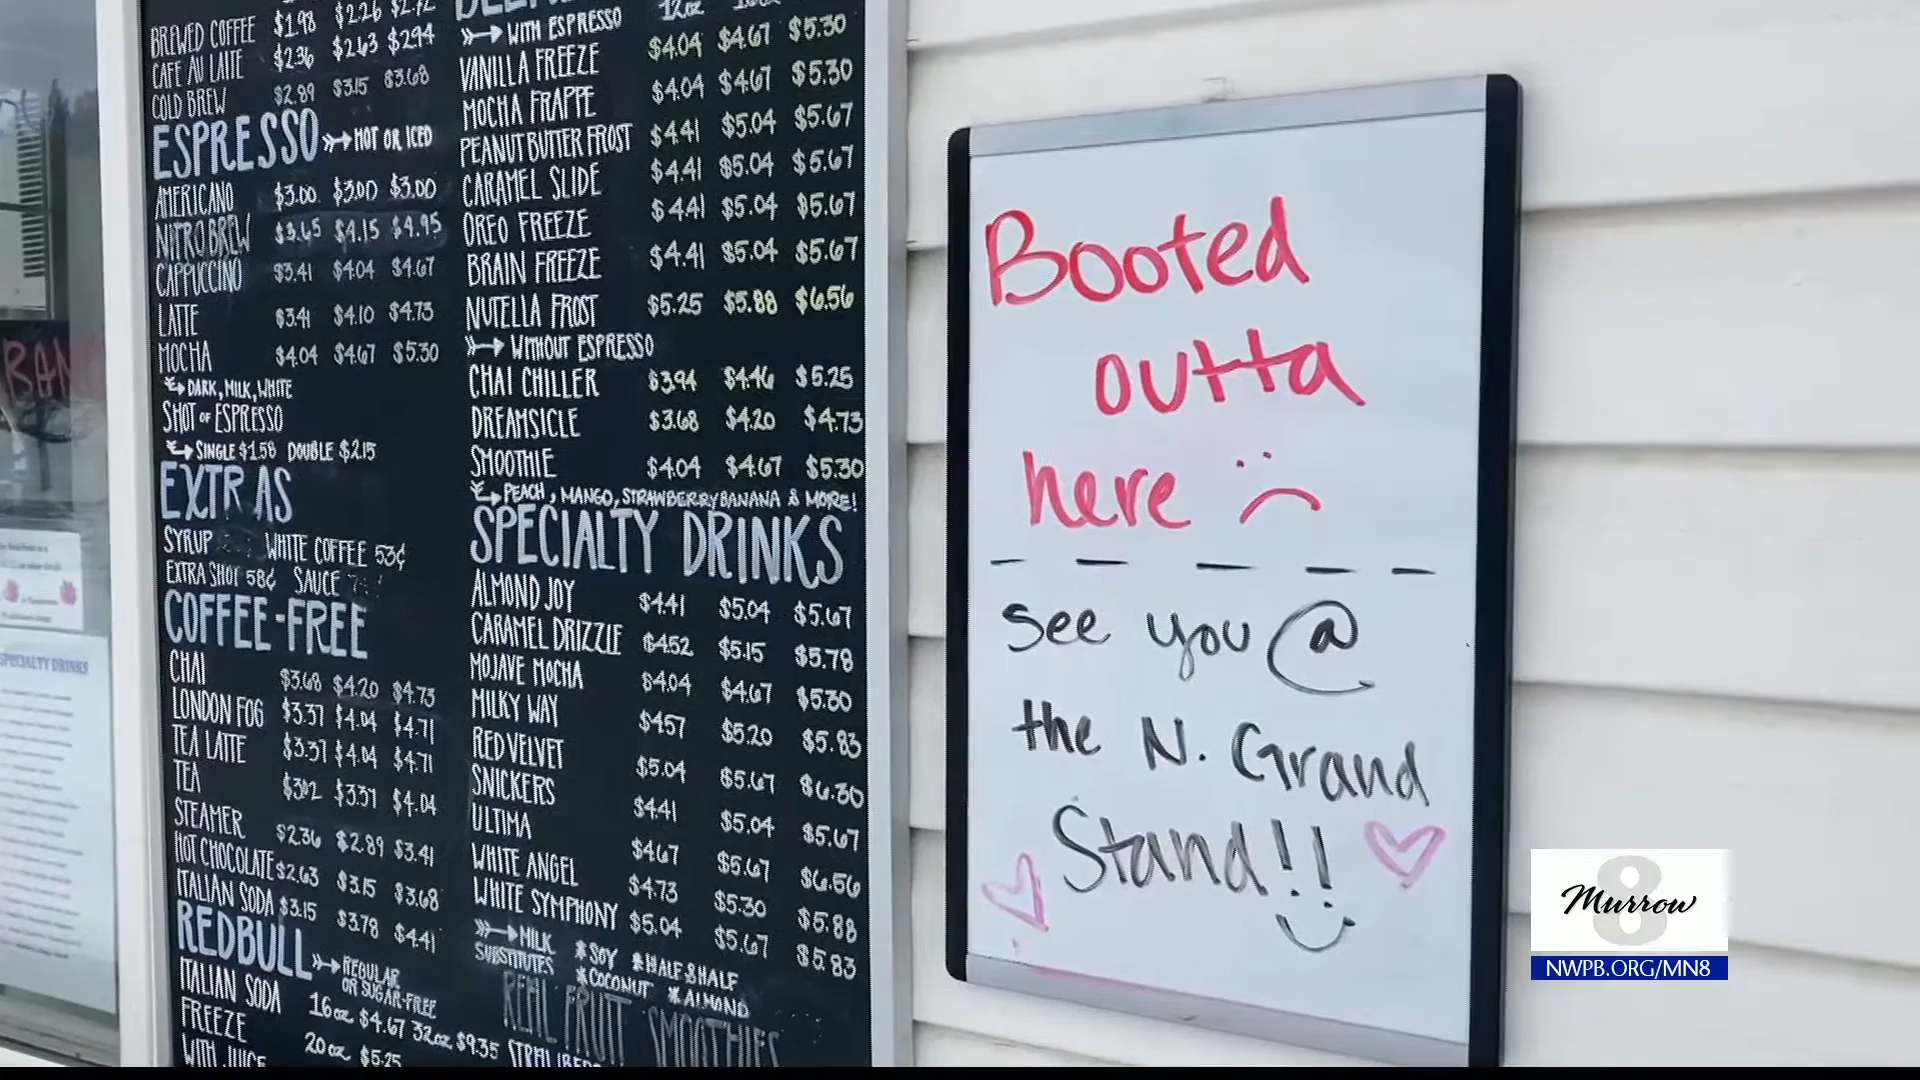 BREWED COFFEE $1.98 $2.26 $2.72
CAFE AU LAITE $2.36 $2.63 $2.94
COLD BREW $2.89 $3.15 $3.68
ESPRESSO HOT OR ICED
AMERICANO $3.00 $3.00 $3.00
NITRO BREW $3.65 $4.15 $4.95
CAPPUCCINO $3.41 $4.04 $4.67
LATTE $3.41 $4.10 $4.73
MOCHA $4.04 $4.67 $5.30
DARK, MILK, WHITE
SHOT OF ESPRESSO
SINGLE $1.58 DOUBLE $2.15
EXTRAS
SYRUP WHITE COFFEE 53¢
EXTRA SHOT 58¢ SAUCE
COFFEE-FREE
CHAI $3.68 $4.20 $4.73
LONDON FOG $3.37 $4.04 $4.71
TEA LATTE $3.37 $4.04 $4.71
TEA $3.02 $3.37 $4.04
STEAMER $2.36 $2.89 $3.41
HOT CHOCOLATE $2.63 $3.15 $3.68
ITALIAN SODA $3.15 $3.78 $4.41
REDBULL REGULAR
OR SUGAR-FREE
ITALIAN SODA 16oz $4.67 32oz $9.35
FREEZE 20oz $5.25
WITH JUICE
12oz
WITH ESPRESSO
VANILLA FREEZE $4.04 $4.67 $5.30
MOCHA FRAPPE $4.04 $4.67 $5.30
PEANUT BUTTER FROST $4.41 $5.04 $5.67
CARAMEL SLIDE $4.41 $5.04 $5.67
OREO FREEZE $4.41 $5.04 $5.67
BRAIN FREEZE $4.41 $5.04 $5.67
NUTELLA FROST $5.25 $5.88 $6.56
WITHOUT ESPRESSO
CHAI CHILLER $3.94 $4.46 $5.25
DREAMSICLE $3.68 $4.20 $4.73
SMOOTHIE $4.04 $4.67 $5.30
PEACH, MANGO, STRAWBERRY BANANA & MORE!
SPECIALTY DRINKS
ALMOND JOY $4.41 $5.04 $5.67
CARAMEL DRIZZLE $4.52 $5.15 $5.78
MOJAVE MOCHA $4.04 $4.67 $5.30
MILKY WAY $4.57 $5.20 $5.83
RED VELVET $5.04 $5.67 $6.30
SNICKERS $4.41 $5.04 $5.67
ULTIMA $4.67 $5.67 $6.56
WHITE ANGEL $4.73 $5.30 $5.88
WHITE SYMPHONY $5.04 $5.67 $5.83
MILK SUBSTITUTES *SOY *HALF & HALF
*COCONUT *ALMOND
REAL FRUIT SMOOTHIES
SPECIALTY DRINKS
Booted
outta
here :(
see you @
the N. Grand
Stand!!
8 Murrow
NWPB.ORG/MN8